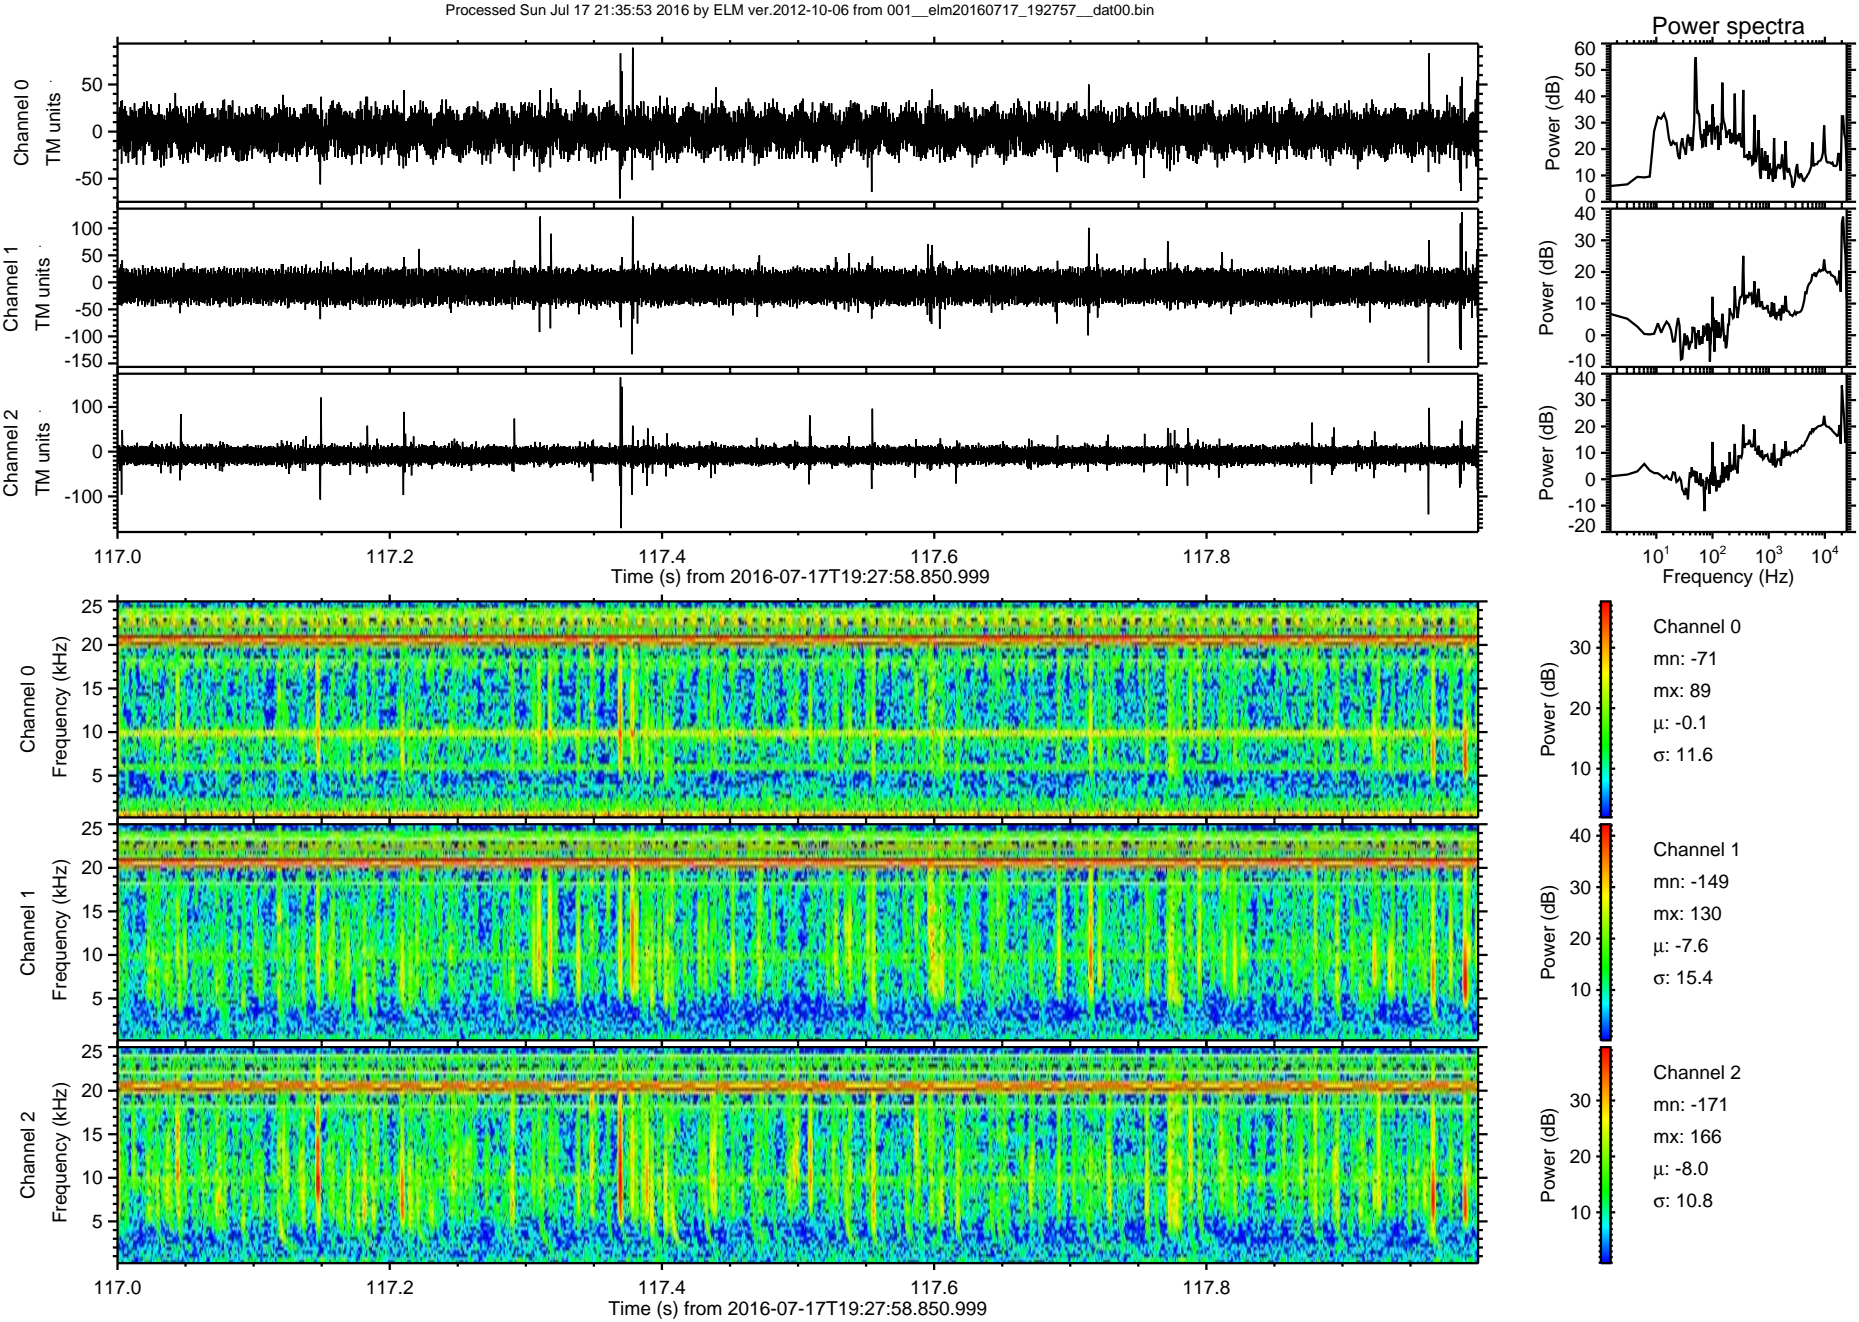 Processed Sun Jul 17 21:35:53 2016 by ELM ver.2012-10-06 from 001__elm20160717_192757__dat00.bin
Power spectra
Channel 0
TM units
50
0
-50
Power (dB)
60
50
40
30
20
10
0
Channel 1
TM units
100
50
0
-50
-100
-150
Power (dB)
40
30
20
10
0
-10
Channel 2
TM units
100
0
-100
Power (dB)
40
30
20
10
0
-10
-20
117.0 117.2 117.4 117.6 117.8
Time (s) from 2016-07-17T19:27:58.850.999
10^1 10^2 10^3 10^4
Frequency (Hz)
Channel 0
Frequency (kHz)
25
20
15
10
5
Power (dB)
30
20
10
Channel 0
mn: -71
mx: 89
μ: -0.1
σ: 11.6
Channel 1
Frequency (kHz)
25
20
15
10
5
Power (dB)
40
30
20
10
Channel 1
mn: -149
mx: 130
μ: -7.6
σ: 15.4
Channel 2
Frequency (kHz)
25
20
15
10
5
Power (dB)
30
20
10
Channel 2
mn: -171
mx: 166
μ: -8.0
σ: 10.8
117.0 117.2 117.4 117.6 117.8
Time (s) from 2016-07-17T19:27:58.850.999